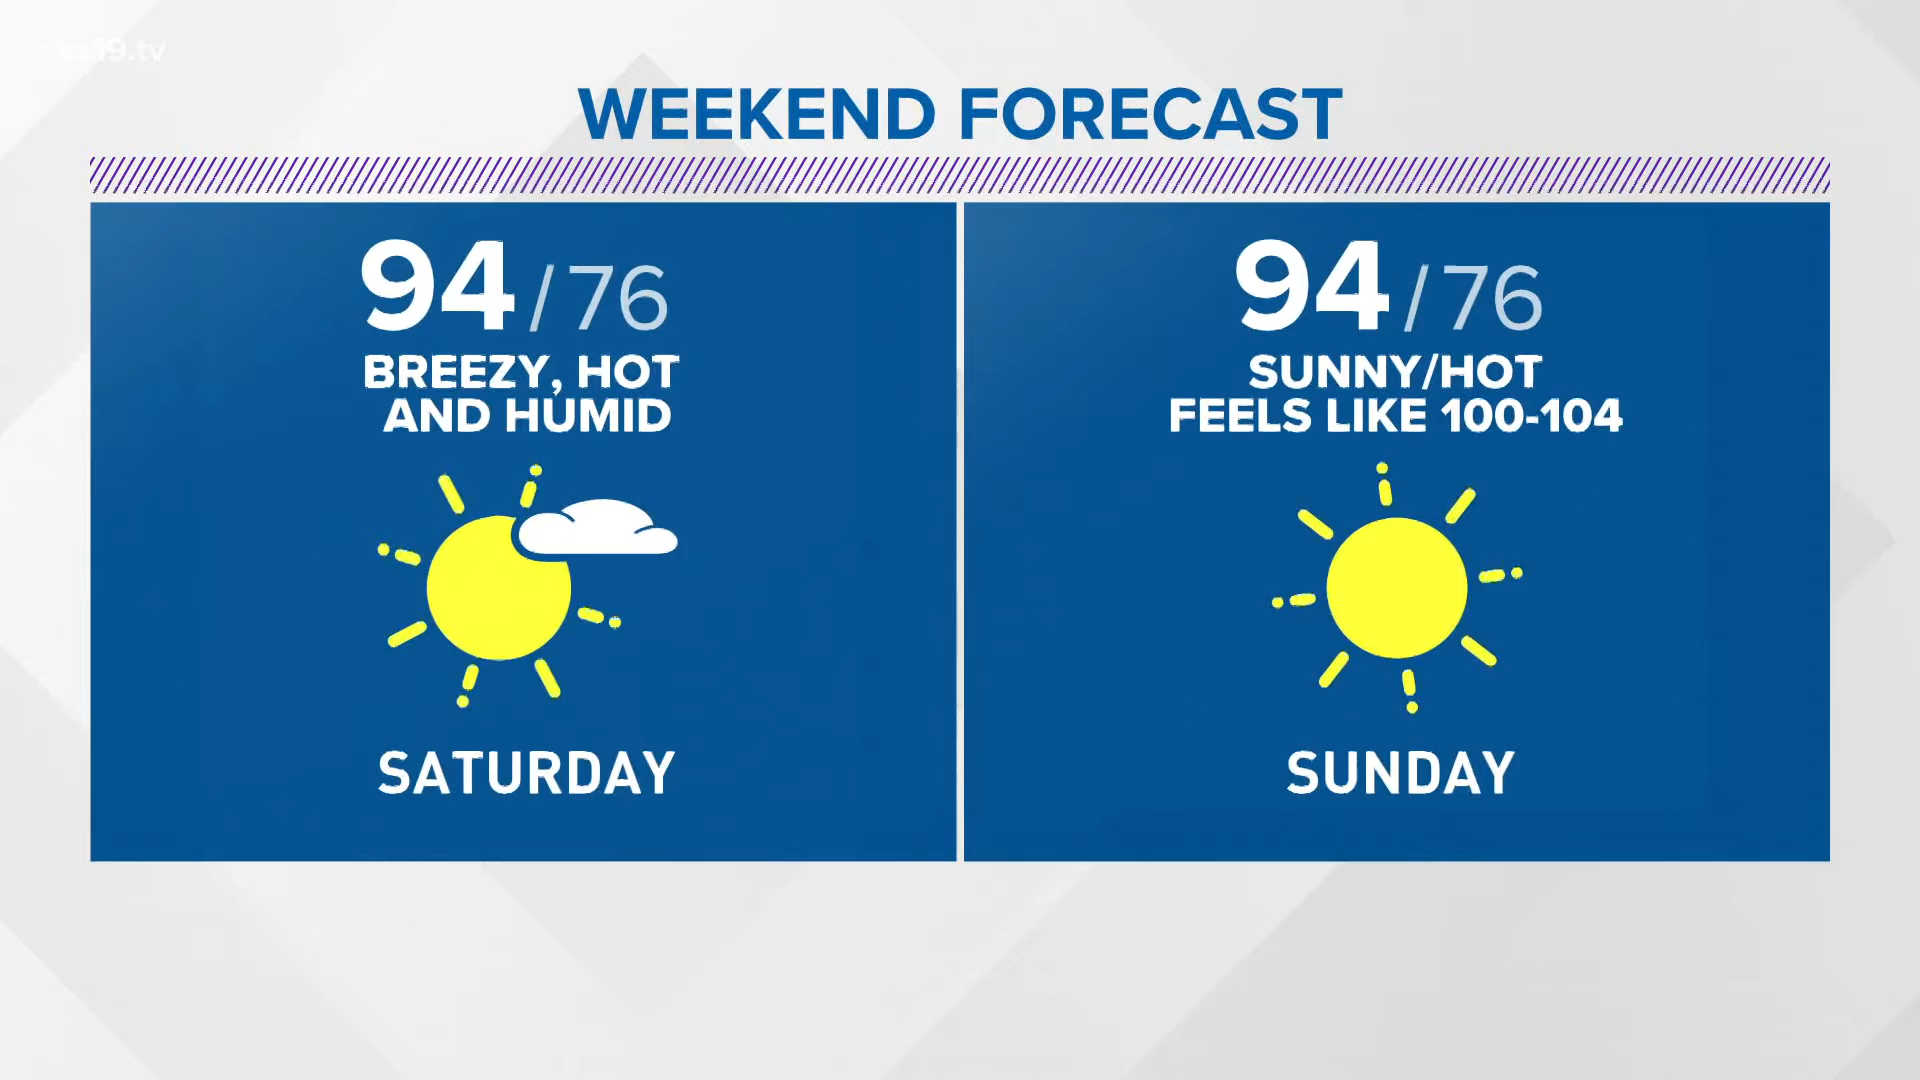 WEEKEND FORECAST
94/76
BREEZY, HOT
AND HUMID
SATURDAY
94/76
SUNNY/HOT
FEELS LIKE 100-104
SUNDAY